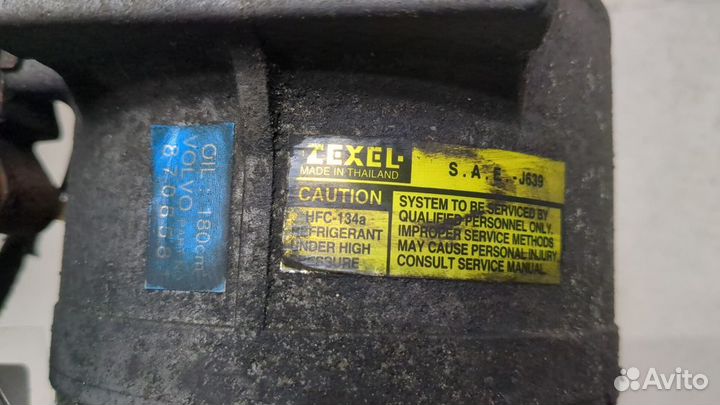 OIL : 180cm
VOLVO
ZEXEL
MADE IN THAILAND
S.A.E. J639
CAUTION
HFC-134a
REFRIGERANT
UNDER HIGH
PRESSURE
SYSTEM TO BE SERVICED BY
QUALIFIED PERSONNEL ONLY.
IMPROPER SERVICE METHODS
MAY CAUSE PERSONAL INJURY
CONSULT SERVICE MANUAL.
Avito